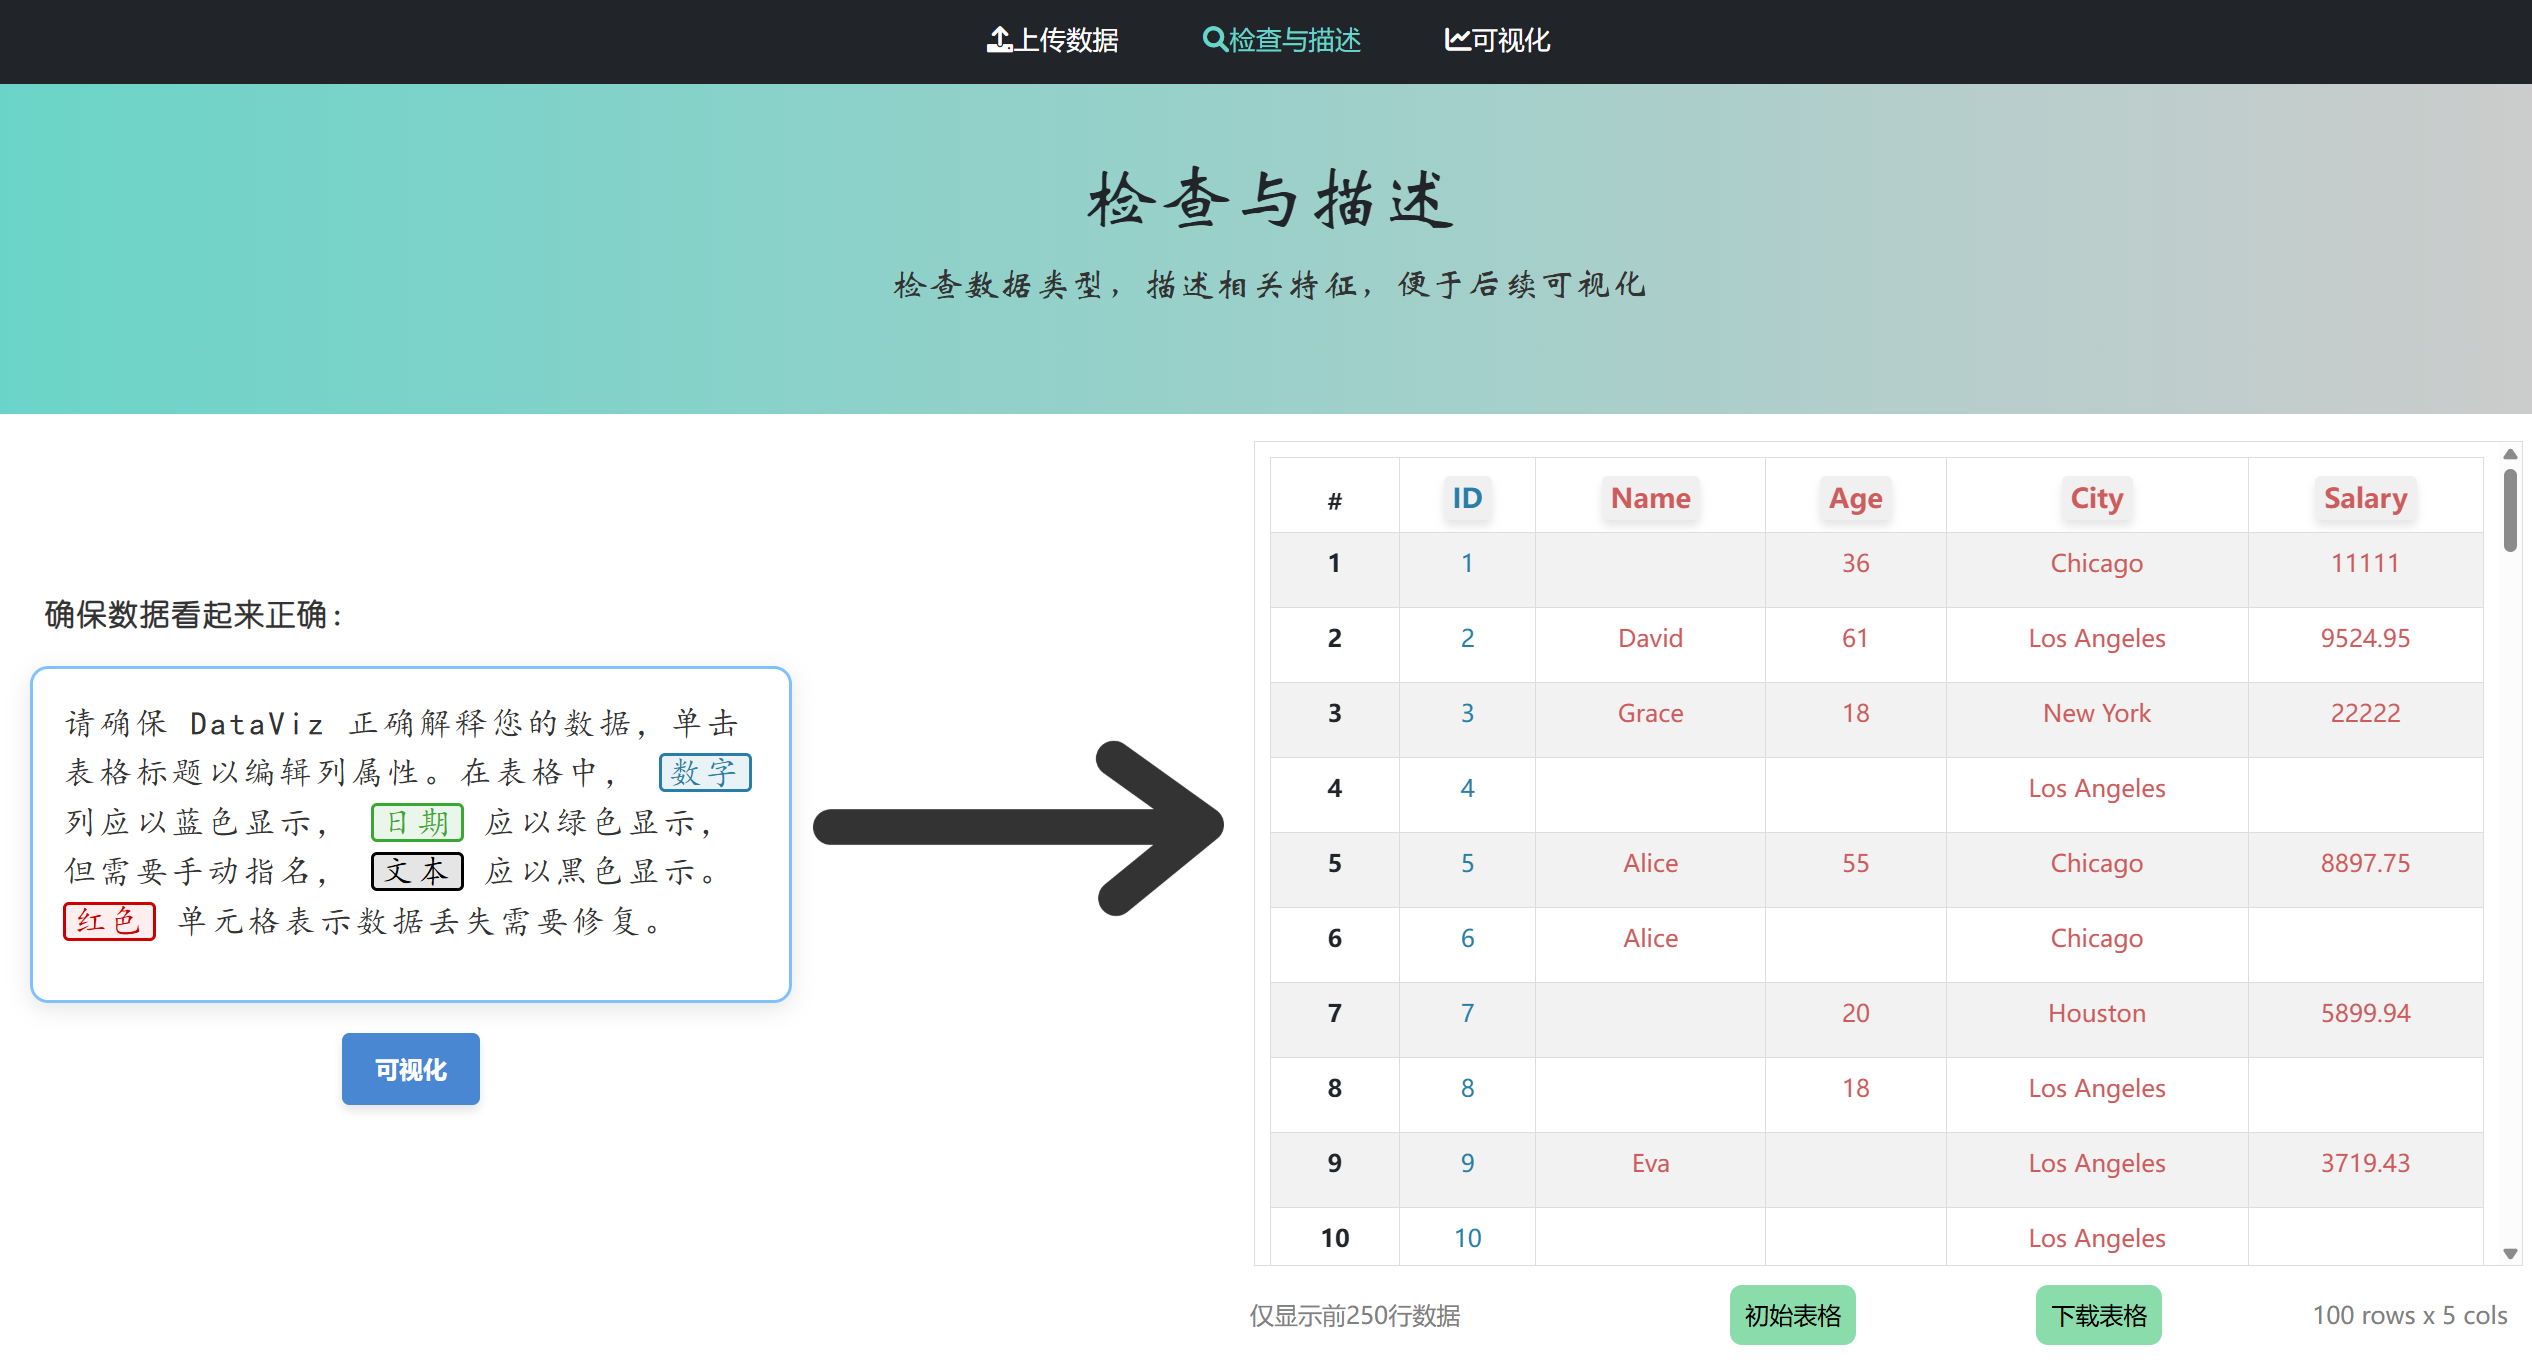 上传数据 检查与描述 可视化
检查与描述
检查数据类型，描述相关特征，便于后续可视化
确保数据看起来正确：
请确保 DataViz 正确解释您的数据，单击
表格标题以编辑列属性。在表格中， 数字
列应以蓝色显示， 日期 应以绿色显示，
但需要手动指名， 文本 应以黑色显示。
红色 单元格表示数据丢失需要修复。
可视化
# ID Name Age City Salary
1 1 36 Chicago 11111
2 2 David 61 Los Angeles 9524.95
3 3 Grace 18 New York 22222
4 4 Los Angeles
5 5 Alice 55 Chicago 8897.75
6 6 Alice Chicago
7 7 20 Houston 5899.94
8 8 18 Los Angeles
9 9 Eva Los Angeles 3719.43
10 10 Los Angeles
仅显示前250行数据 初始表格 下载表格 100 rows x 5 cols